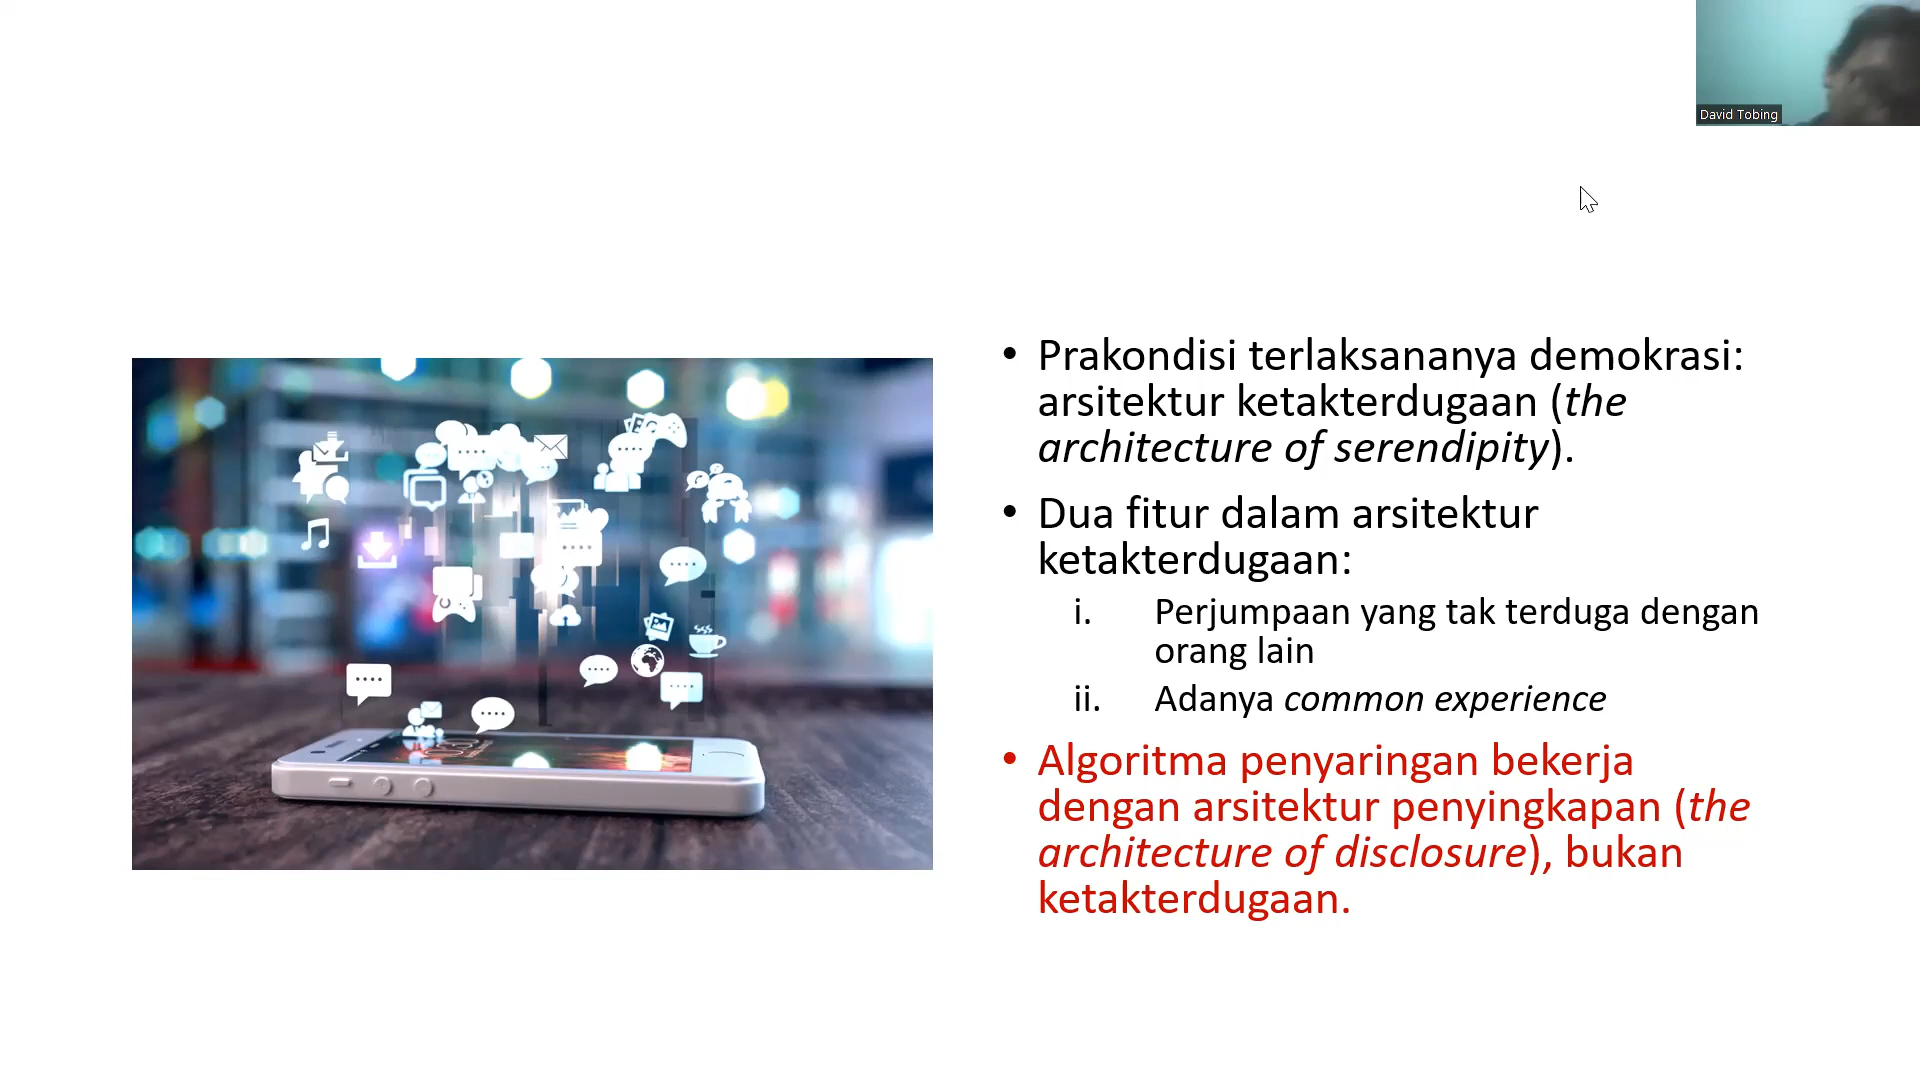 David Tobing
• Prakondisi terlaksananya demokrasi:
arsitektur ketakterdugaan (the
architecture of serendipity).
• Dua fitur dalam arsitektur
ketakterdugaan:
i. Perjumpaan yang tak terduga dengan
orang lain
ii. Adanya common experience
• Algoritma penyaringan bekerja
dengan arsitektur penyingkapan (the
architecture of disclosure), bukan
ketakterdugaan.